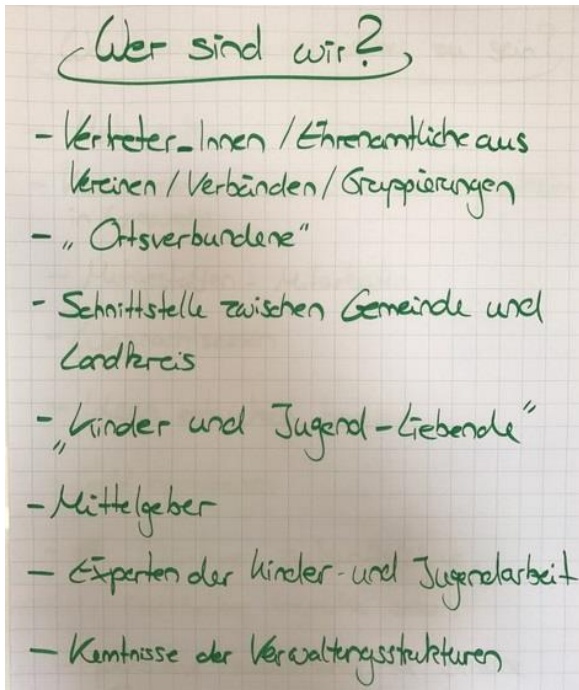 Wer sind wir?
- Vertreter_Innen / Ehrenamtliche aus
Vereinen / Verbänden / Gruppierungen
- „Ortsverbundene“
- Schnittstelle zwischen Gemeinde und
Landkreis
- „Kinder und Jugend-Liebende“
- Mittelgeber
- Experten der Kinder- und Jugendarbeit
- Kenntnisse der Verwaltungsstrukturen